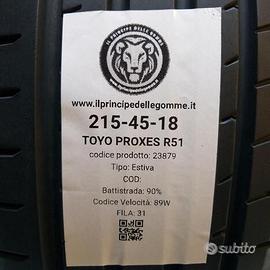 IL PRINCIPE DELLE GOMME
www.ilprincipedellegomme.it
215-45-18
TOYO PROXES R51
codice prodotto: 23879
Tipo: Estiva
COD:
Battistrada: 90%
Codice Velocità: 89W
FILA: 31
subito